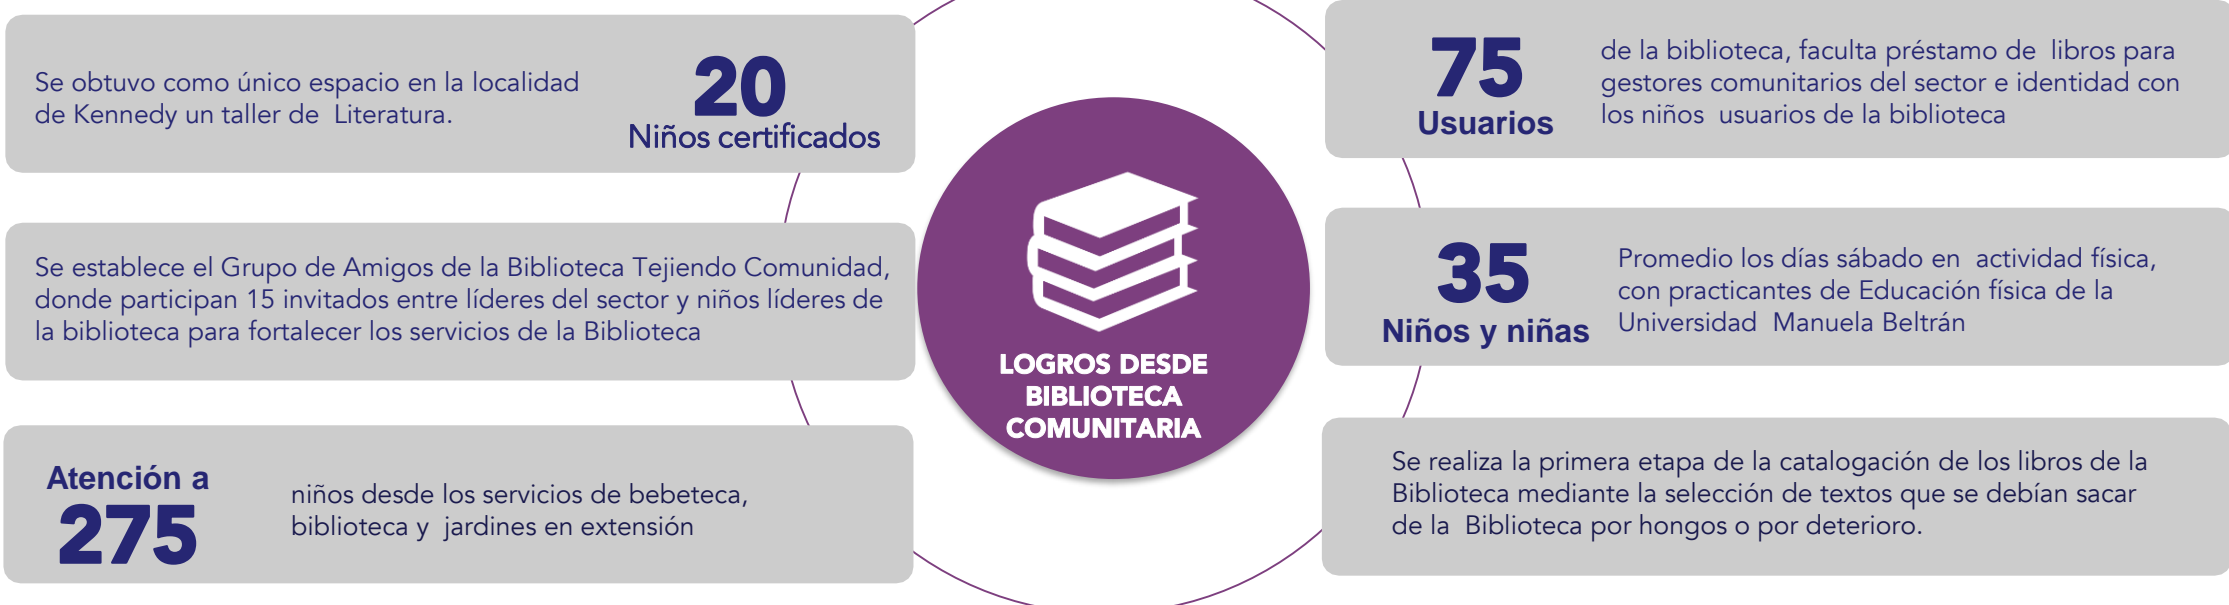 Se obtuvo como único espacio en la localidad
de Kennedy un taller de Literatura.
20
Niños certificados
Se establece el Grupo de Amigos de la Biblioteca Tejiendo Comunidad,
donde participan 15 invitados entre líderes del sector y niños líderes de
la biblioteca para fortalecer los servicios de la Biblioteca
Atención a
275
niños desde los servicios de bebeteca,
biblioteca y jardines en extensión
LOGROS DESDE
BIBLIOTECA
COMUNITARIA
75
Usuarios
de la biblioteca, faculta préstamo de libros para
gestores comunitarios del sector e identidad con
los niños usuarios de la biblioteca
35
Niños y niñas
Promedio los días sábado en actividad física,
con practicantes de Educación física de la
Universidad Manuela Beltrán
Se realiza la primera etapa de la catalogación de los libros de la
Biblioteca mediante la selección de textos que se debían sacar
de la Biblioteca por hongos o por deterioro.